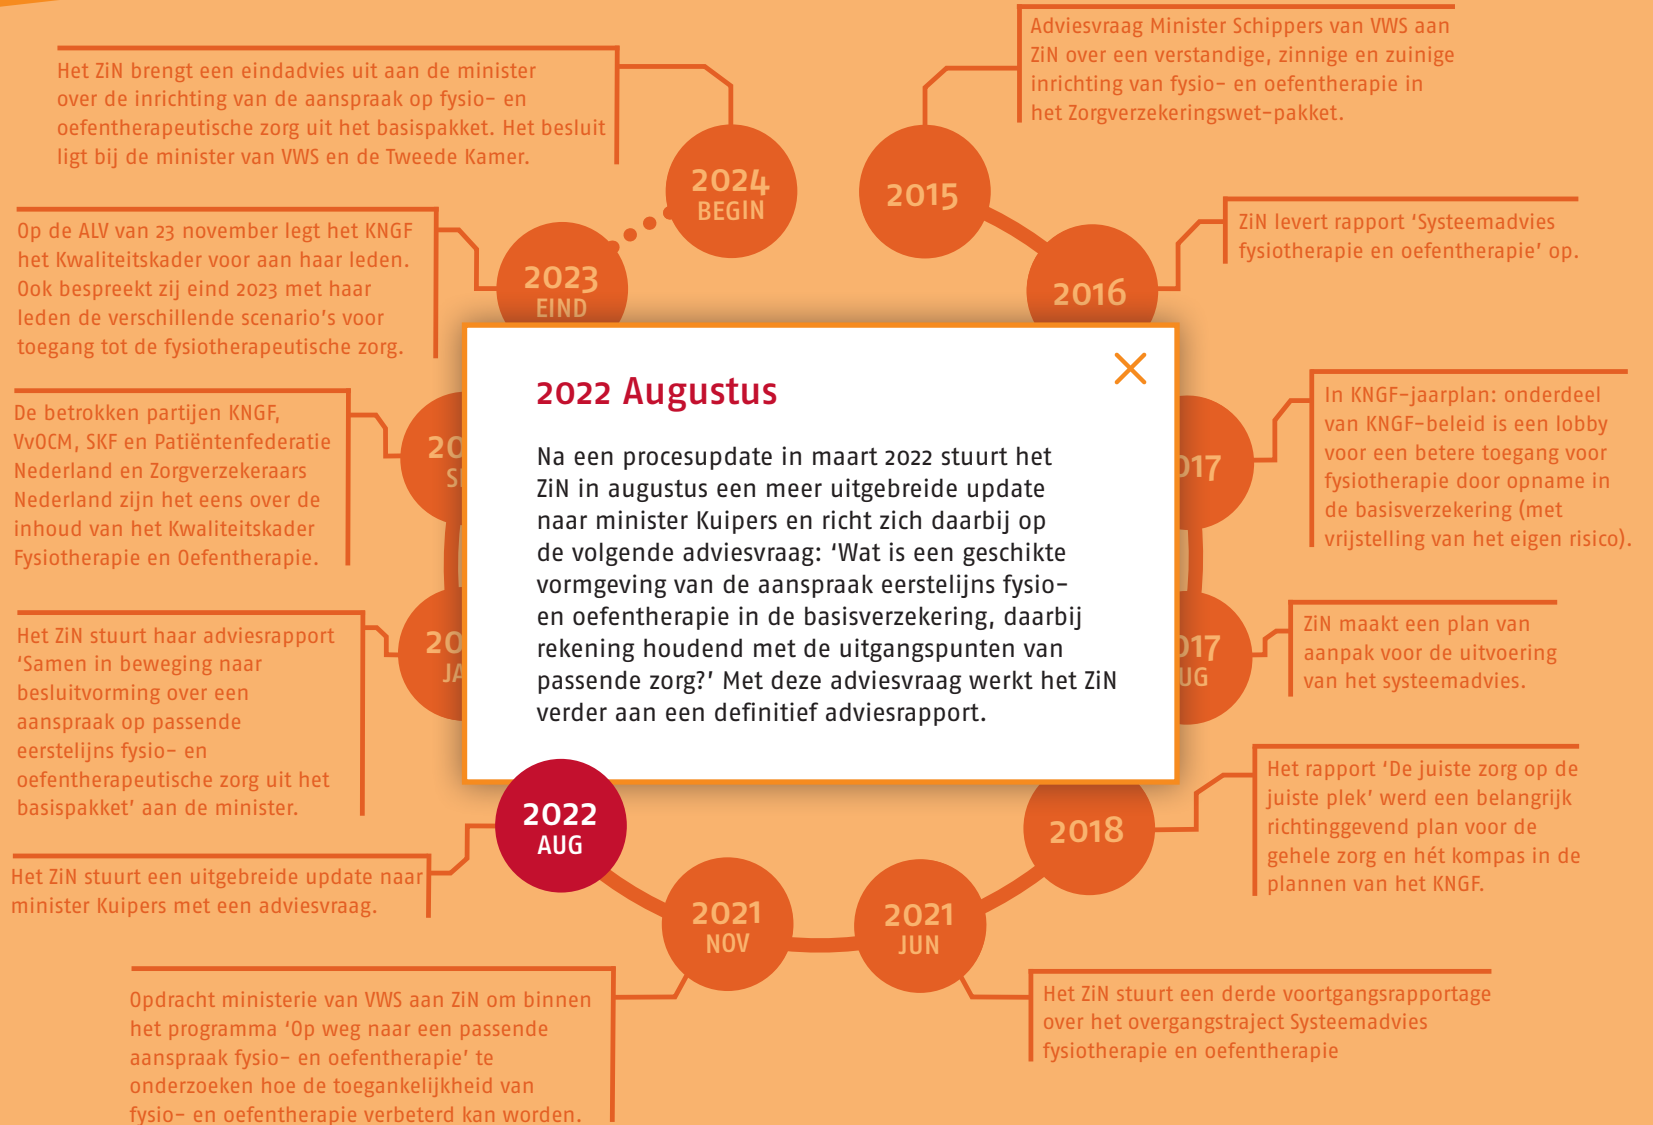 Adviesvraag Minister Schippers van VWS aan
ZiN over een verstandige, zinnige en zuinige
inrichting van fysio- en oefentherapie in
het Zorgverzekeringswet-pakket.
2015
ZiN levert rapport ‘Systeemadvies
fysiotherapie en oefentherapie’ op.
2016
In KNGF-jaarplan: onderdeel
van KNGF-beleid is een lobby
voor een betere toegang voor
fysiotherapie door opname in
de basisverzekering (met
vrijstelling van het eigen risico).
17
ZiN maakt een plan van
aanpak voor de uitvoering
van het systeemadvies.
17
UG
Het rapport ‘De juiste zorg op de
juiste plek’ werd een belangrijk
richtinggevend plan voor de
gehele zorg en hét kompas in de
plannen van het KNGF.
2018
Het ZiN stuurt een derde voortgangsrapportage
over het overgangstraject Systeemadvies
fysiotherapie en oefentherapie
2021
JUN
2021
NOV
Opdracht ministerie van VWS aan ZiN om binnen
het programma ‘Op weg naar een passende
aanspraak fysio- en oefentherapie’ te
onderzoeken hoe de toegankelijkheid van
fysio- en oefentherapie verbeterd kan worden.
2022
AUG
Het ZiN stuurt een uitgebreide update naar
minister Kuipers met een adviesvraag.
20
JA
Het ZiN stuurt haar adviesrapport
‘Samen in beweging naar
besluitvorming over een
aanspraak op passende
eerstelijns fysio- en
oefentherapeutische zorg uit het
basispakket’ aan de minister.
20
S
De betrokken partijen KNGF,
VvOCM, SKF en Patiëntenfederatie
Nederland en Zorgverzekeraars
Nederland zijn het eens over de
inhoud van het Kwaliteitskader
Fysiotherapie en Oefentherapie.
2023
EIND
Op de ALV van 23 november legt het KNGF
het Kwaliteitskader voor aan haar leden.
Ook bespreekt zij eind 2023 met haar
leden de verschillende scenario’s voor
toegang tot de fysiotherapeutische zorg.
2024
BEGIN
Het ZiN brengt een eindadvies uit aan de minister
over de inrichting van de aanspraak op fysio- en
oefentherapeutische zorg uit het basispakket. Het besluit
ligt bij de minister van VWS en de Tweede Kamer.
2022 Augustus
Na een procesupdate in maart 2022 stuurt het
ZiN in augustus een meer uitgebreide update
naar minister Kuipers en richt zich daarbij op
de volgende adviesvraag: ‘Wat is een geschikte
vormgeving van de aanspraak eerstelijns fysio-
en oefentherapie in de basisverzekering, daarbij
rekening houdend met de uitgangspunten van
passende zorg?’ Met deze adviesvraag werkt het ZiN
verder aan een definitief adviesrapport.